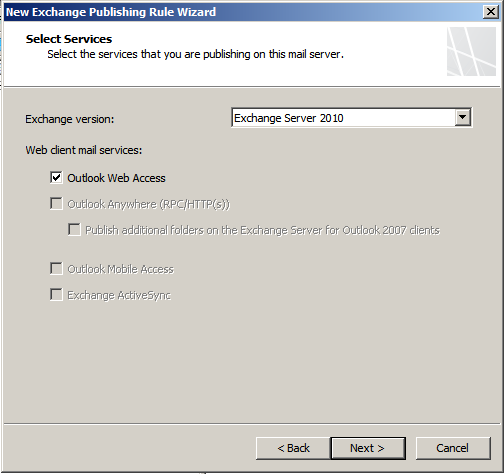 New Exchange Publishing Rule Wizard
Select Services
Select the services that you are publishing on this mail server.
Exchange version:
Exchange Server 2010
Web client mail services:
Outlook Web Access
Outlook Anywhere (RPC/HTTP(s))
Publish additional folders on the Exchange Server for Outlook 2007 clients
Outlook Mobile Access
Exchange ActiveSync
< Back
Next >
Cancel